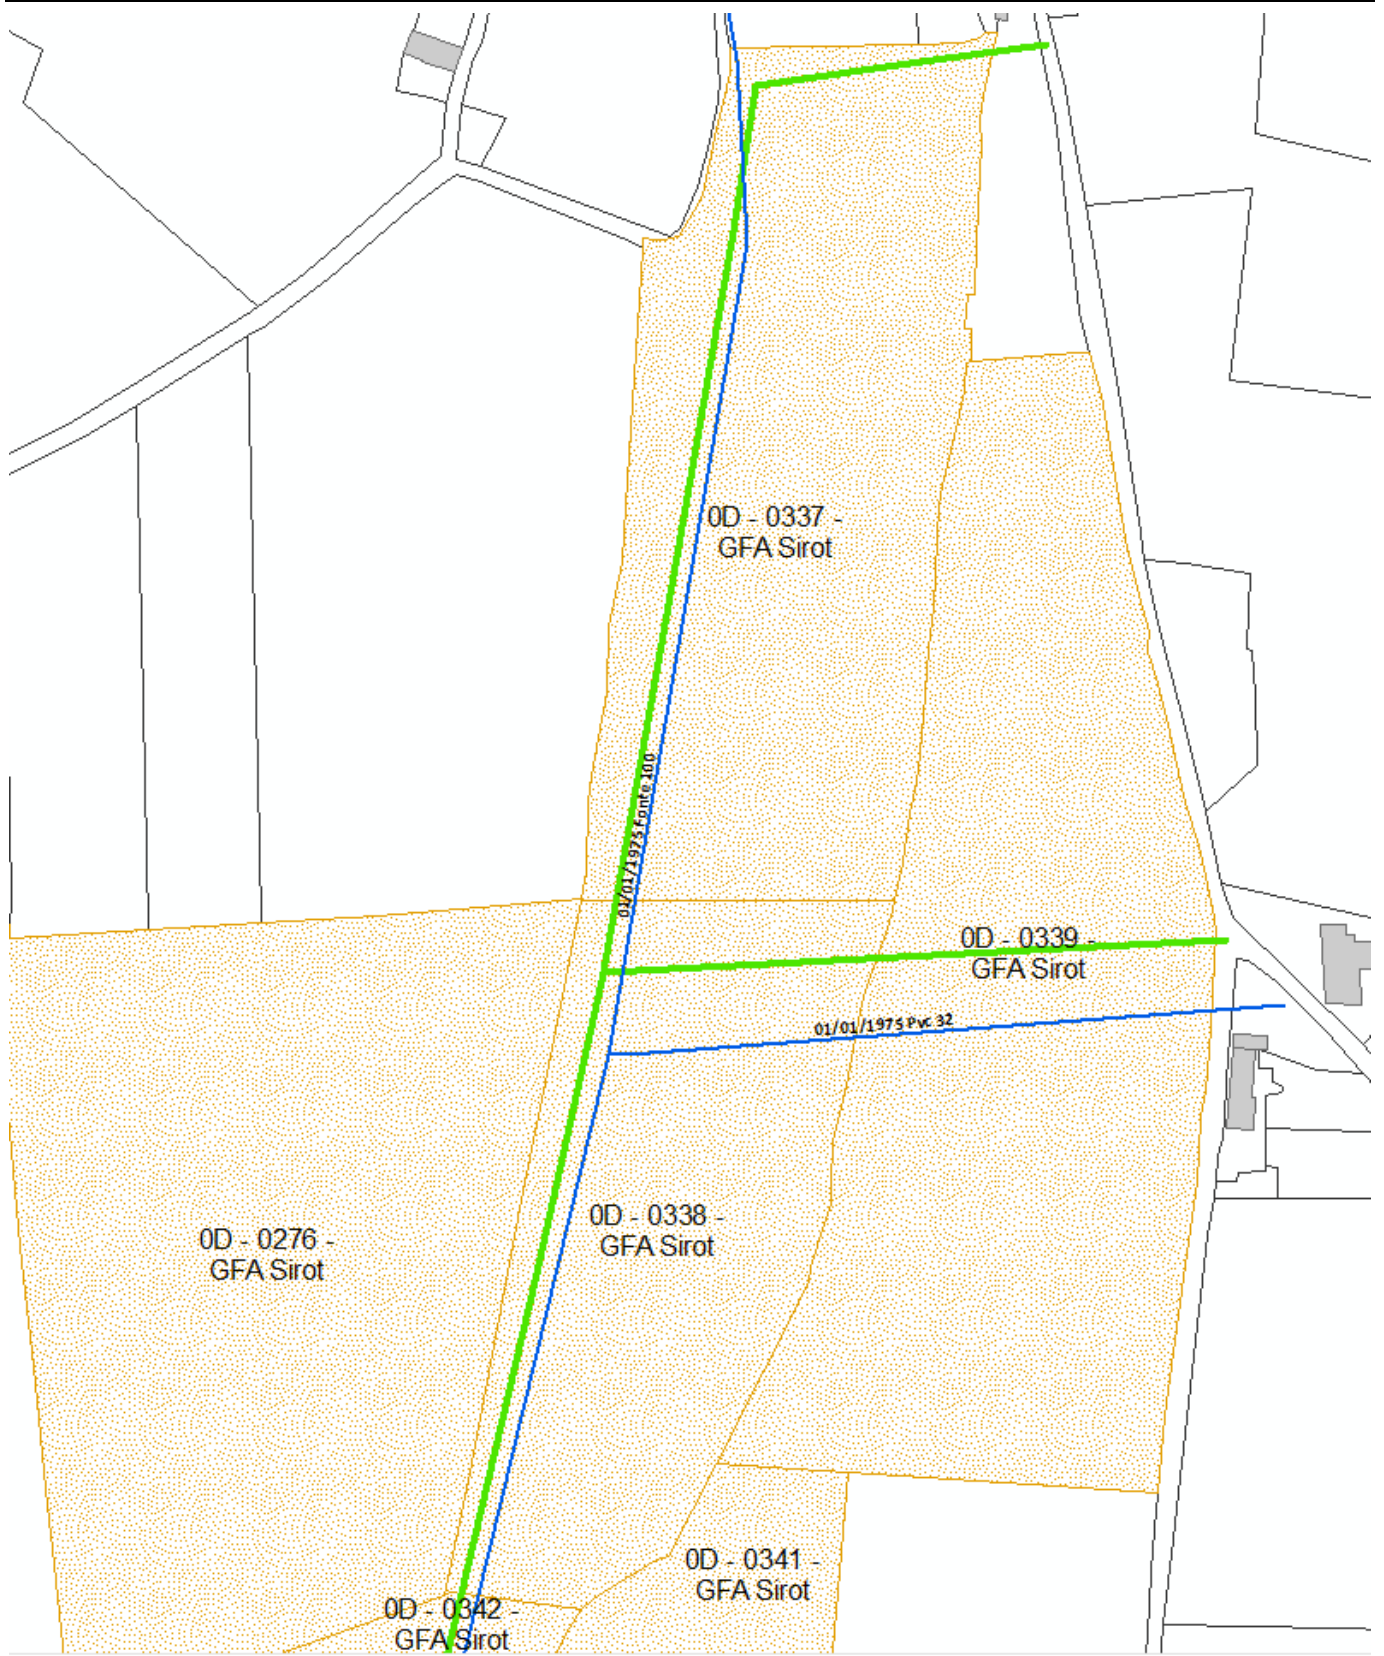 0D - 0337 -
GFA Sirot
01/01/1975 Fonte 100
0D - 0339 -
GFA Sirot
01/01/1975 Pvc 32
0D - 0338 -
GFA Sirot
0D - 0276 -
GFA Sirot
0D - 0341 -
GFA Sirot
0D - 0342 -
GFA Sirot